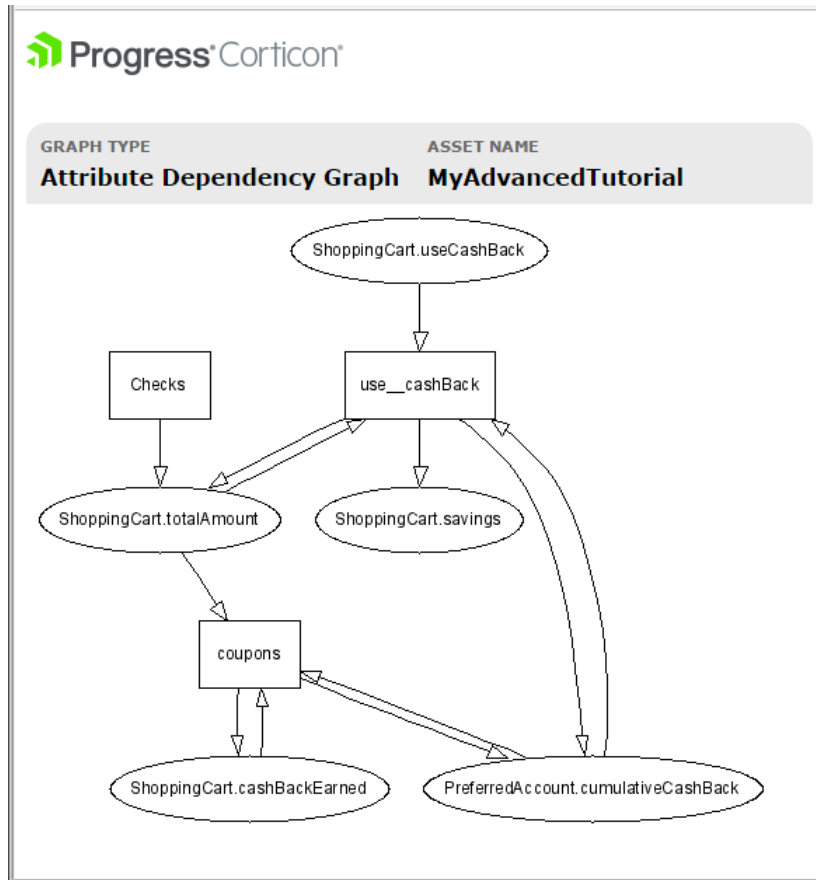 Progress® Corticon®
GRAPH TYPE
ASSET NAME
Attribute Dependency Graph
MyAdvancedTutorial
ShoppingCart.useCashBack
Checks
use__cashBack
ShoppingCart.totalAmount
ShoppingCart.savings
coupons
ShoppingCart.cashBackEarned
PreferredAccount.cumulativeCashBack